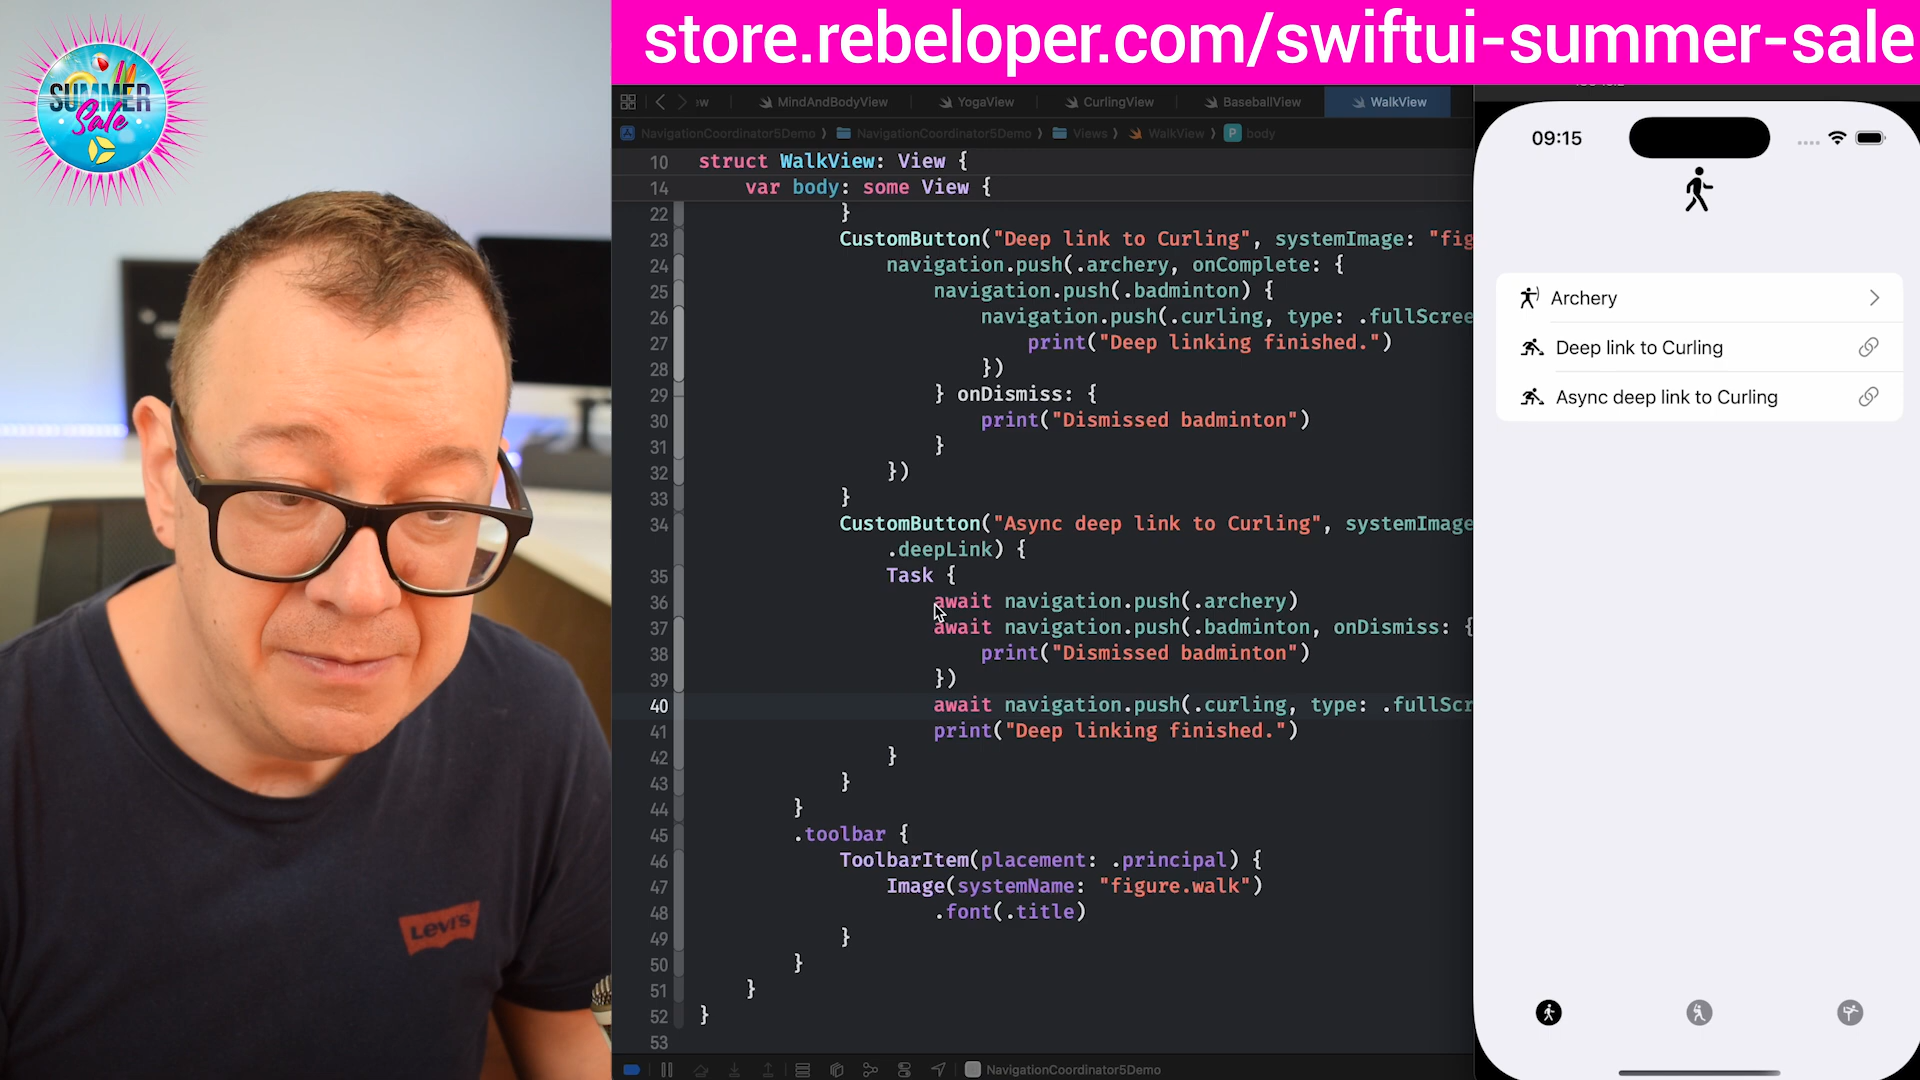 store.rebeloper.com/swiftui-summer-sale
SUMMER
Sale
MindAndBodyView
YogaView
CurlingView
BaseballView
WalkView
NavigationCoordinator5Demo
NavigationCoordinator5Demo
Views
WalkView
P body
10 struct WalkView: View {
14 var body: some View {
22 }
23 CustomButton("Deep link to Curling", systemImage: "fig
24 navigation.push(.archery, onComplete: {
25 navigation.push(.badminton) {
26 navigation.push(.curling, type: .fullScree
27 print("Deep linking finished.")
28 })
29 } onDismiss: {
30 print("Dismissed badminton")
31 }
32 })
33 }
34 CustomButton("Async deep link to Curling", systemImage
.deepLink) {
35 Task {
36 await navigation.push(.archery)
37 await navigation.push(.badminton, onDismiss: {
38 print("Dismissed badminton")
39 })
40 await navigation.push(.curling, type: .fullScr
41 print("Deep linking finished.")
42 }
43 }
44 }
45 .toolbar {
46 ToolbarItem(placement: .principal) {
47 Image(systemName: "figure.walk")
48 .font(.title)
49 }
50 }
51 }
52 }
53
NavigationCoordinator5Demo
09:15
Archery
Deep link to Curling
Async deep link to Curling
Levi's